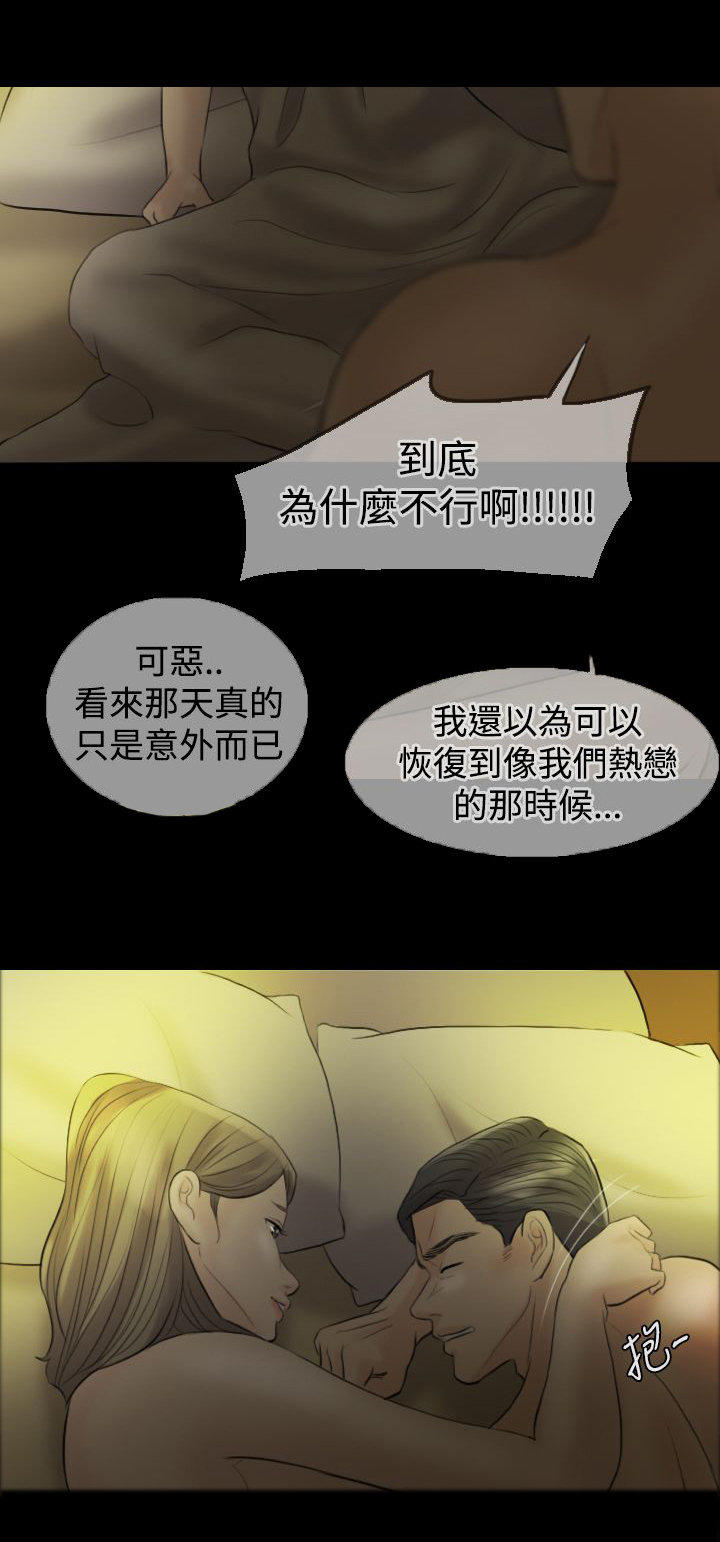 到底
為什麼不行啊!!!!!!
可惡..
看來那天真的
只是意外而已
我還以為可以
恢復到像我們熱戀
的那時候...
抱~